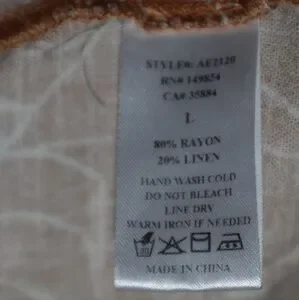 STYLE#: AE2120
RN# 149854
CA# 35884
L
80% RAYON
20% LINEN
HAND WASH COLD
DO NOT BLEACH
LINE DRY
WARM IRON IF NEEDED
MADE IN CHINA